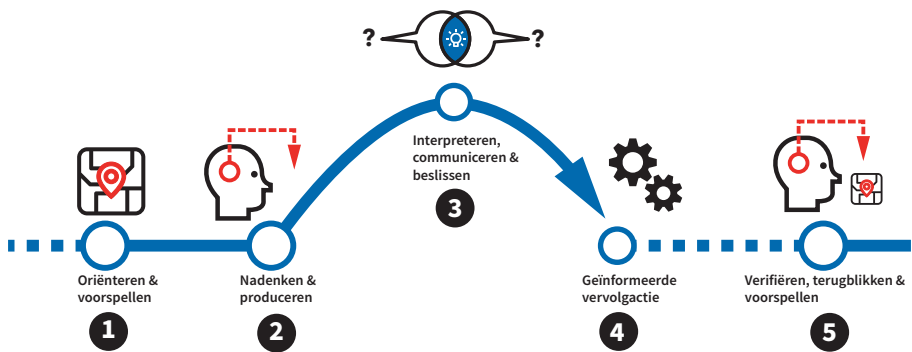 ?
?
Interpreteren,
communiceren &
beslissen
3
Oriënteren &
voorspellen
1
Nadenken &
produceren
2
Geïnformeerde
vervolgactie
4
Verifiëren, terugblikken &
voorspellen
5